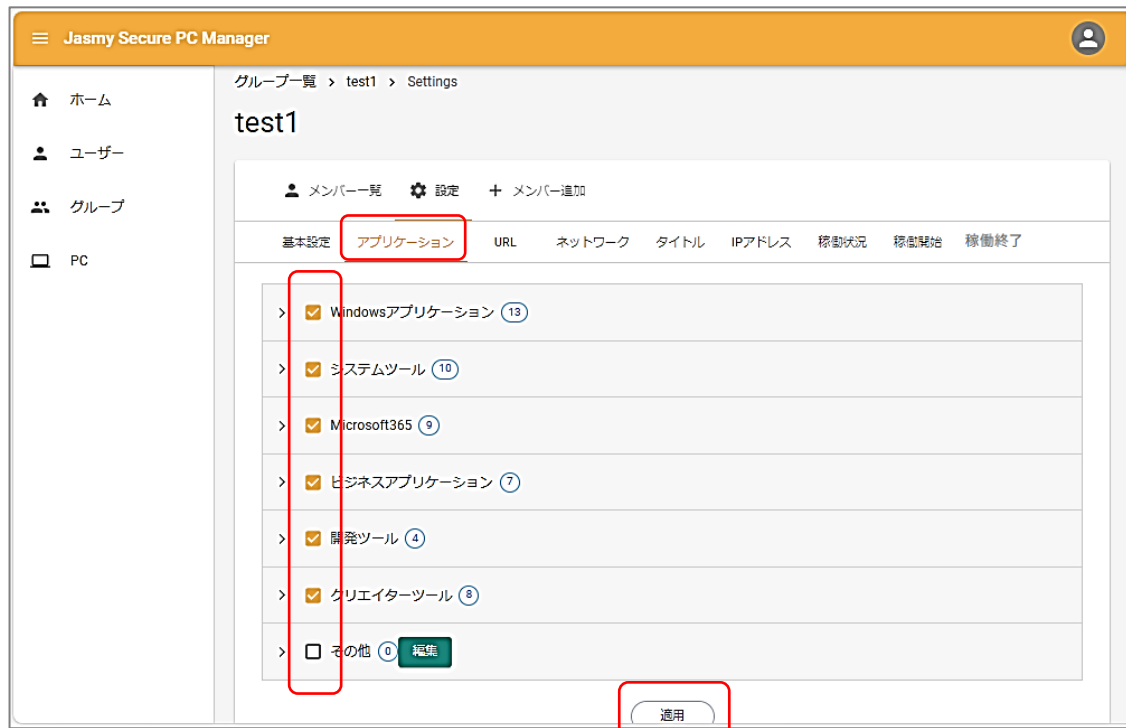 Jasmy Secure PC Manager
ホーム
ユーザー
グループ
PC
グループ一覧 > test1 > Settings
test1
メンバー一覧 設定 + メンバー追加
基本設定 アプリケーション URL ネットワーク タイトル IPアドレス 稼働状況 稼働開始 稼働終了
Windowsアプリケーション 13
システムツール 10
Microsoft365 9
ビジネスアプリケーション 7
開発ツール 4
クリエイターツール 8
その他 0 編集
適用